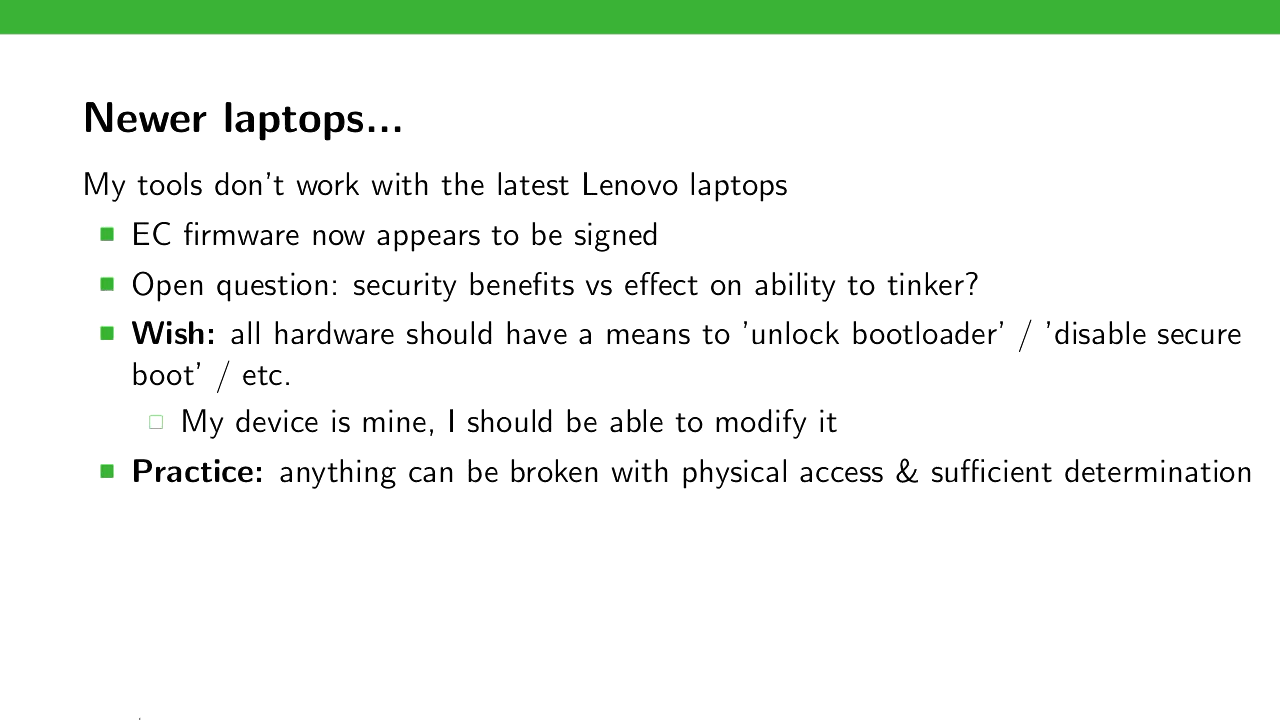 Newer laptops...
My tools don't work with the latest Lenovo laptops
EC firmware now appears to be signed
Open question: security benefits vs effect on ability to tinker?
Wish: all hardware should have a means to 'unlock bootloader' / 'disable secure
boot' / etc.
My device is mine, I should be able to modify it
Practice: anything can be broken with physical access & sufficient determination